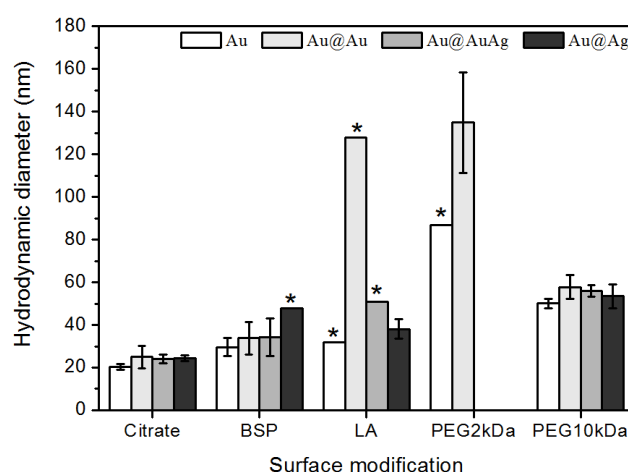 180
160
140
120
100
80
60
40
20
0
Hydrodynamic diameter (nm)
Au Au@Au Au@AuAg Au@Ag
* * * * *
Citrate BSP LA PEG2kDa PEG10kDa
Surface modification